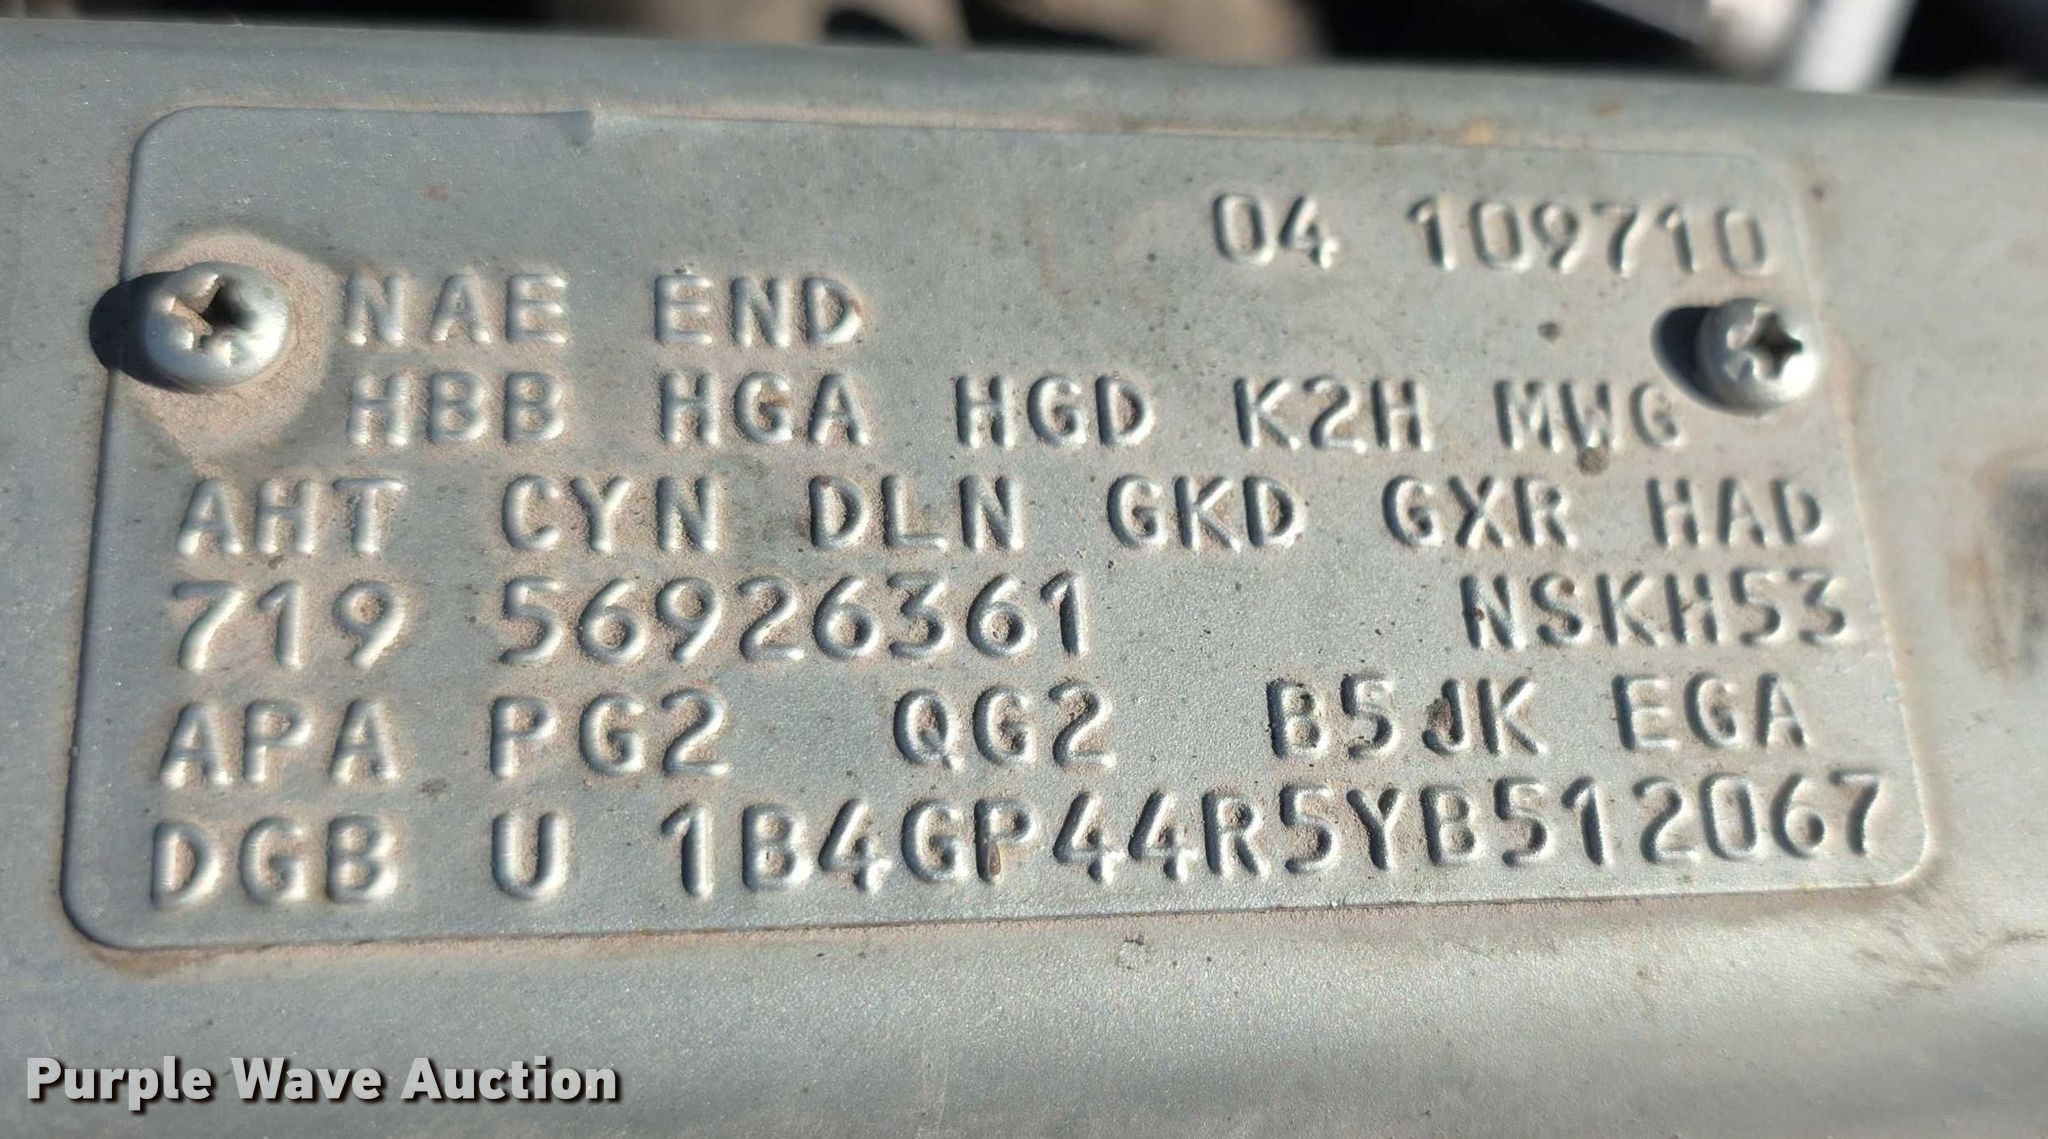 04 109710
NAE END
HBB HGA HGD K2H MWG
AHT CYN DLN GKD GXR HAD
719 56926361 NSKH53
APA PG2 QG2 B5JK EGA
DGB U 1B4GP44R5YB512067
Purple Wave Auction